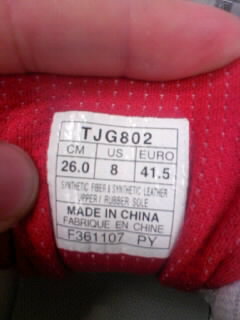 TJG802
CM US EURO
26.0 8 41.5
SYNTHETIC FIBER & SYNTHETIC LEATHER
UPPER / RUBBER SOLE
MADE IN CHINA
FABRIQUE EN CHINE
F361107 PY